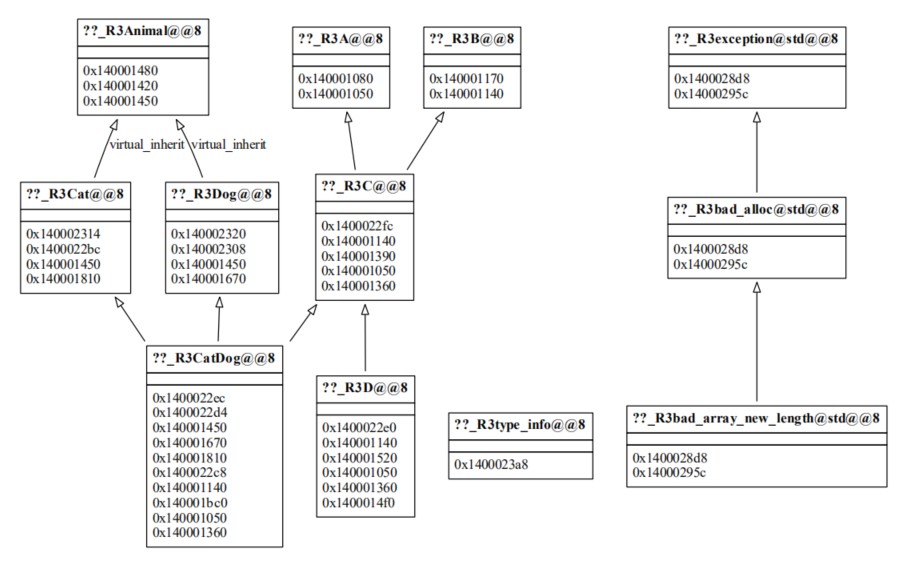 ??_R3Animal@@8
0x140001480
0x140001420
0x140001450
??_R3A@@8
0x140001080
0x140001050
??_R3B@@8
0x140001170
0x140001140
??_R3exception@std@@8
0x1400028d8
0x14000295c
virtual_inherit
virtual_inherit
??_R3Cat@@8
0x140002314
0x1400022bc
0x140001450
0x140001810
??_R3Dog@@8
0x140002320
0x140002308
0x140001450
0x140001670
??_R3C@@8
0x1400022fc
0x140001140
0x140001390
0x140001050
0x140001360
??_R3bad_alloc@std@@8
0x1400028d8
0x14000295c
??_R3CatDog@@8
0x1400022ec
0x1400022d4
0x140001450
0x140001670
0x140001810
0x1400022c8
0x140001140
0x140001bc0
0x140001050
0x140001360
??_R3D@@8
0x1400022e0
0x140001140
0x140001520
0x140001050
0x140001360
0x1400014f0
??_R3type_info@@8
0x1400023a8
??_R3bad_array_new_length@std@@8
0x1400028d8
0x14000295c